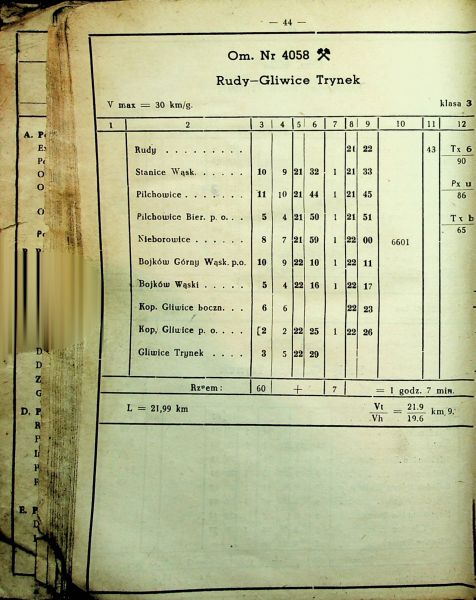 — 44 —
Om. Nr 4058 ⚒
Rudy—Gliwice Trynek
V max = 30 km/g. klasa 3
1 2 3 4 5 6 7 8 9 10 11 12
Rudy . . . . . . . . . 21 22 43 Tx 6
90
Stanice Wąsk. . . . . . 10 9 21 32 1 21 33
Pilchowice . . . . . . . 11 10 21 44 1 21 45 Px u
86
Pilchowice Bier. p. o. . . 5 4 21 50 1 21 51 Tx b
65
Nieborowice . . . . . . 8 7 21 59 1 22 00 6601
Bojków Górny Wąsk. p.o. 10 9 22 10 1 22 11
Bojków Wąski . . . . . 5 4 22 16 1 22 17
Kop. Gliwice boczn. . . 6 6 22 23
Kop. Gliwice p. o. . . . [2 2 22 25 1 22 26
Gliwice Trynek . . . . 3 5 22 29
Razem: 60 + 7 = 1 godz. 7 min.
L = 21,99 km Vt / Vh = 21.9 / 19.6 km/g.
A. P
D. P
E. P